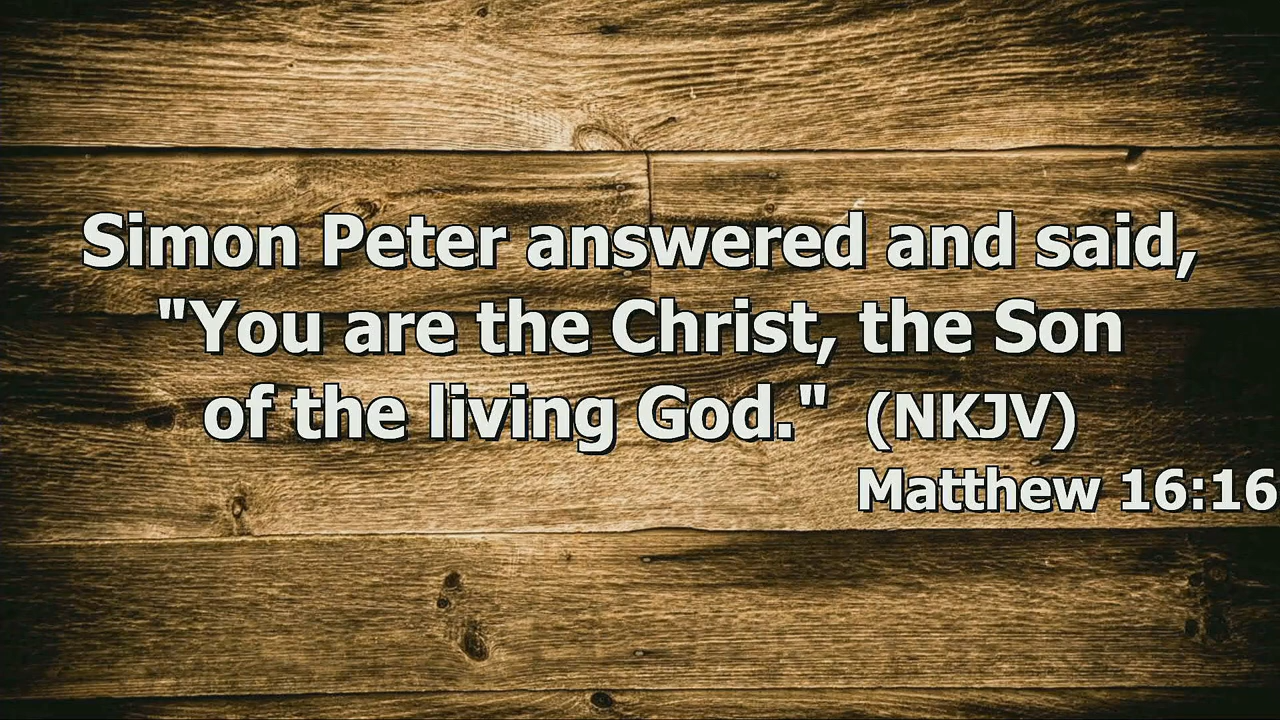 Simon Peter answered and said,
"You are the Christ, the Son
of the living God." (NKJV)
Matthew 16:16